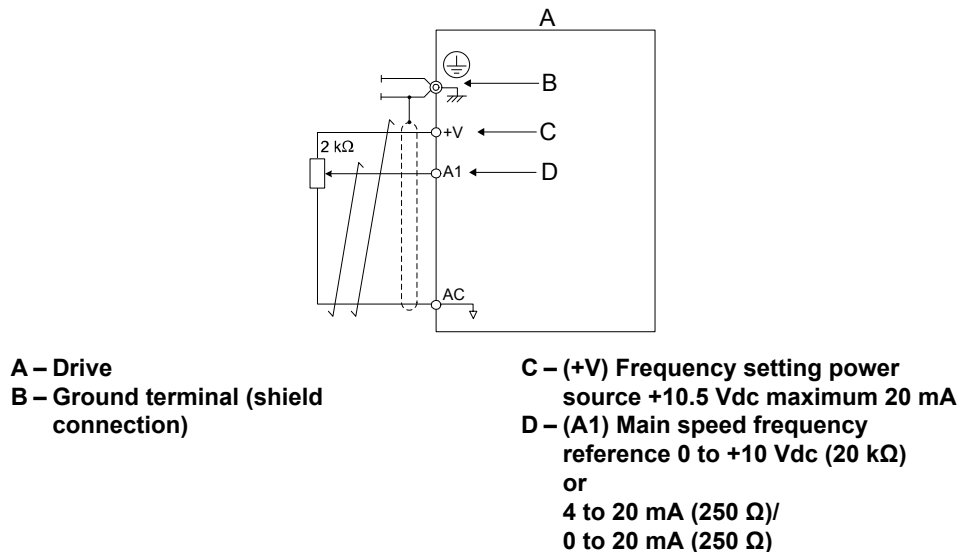 A
B
+V
C
2 kΩ
A1
D
AC
A – Drive
B – Ground terminal (shield
connection)
C – (+V) Frequency setting power
source +10.5 Vdc maximum 20 mA
D – (A1) Main speed frequency
reference 0 to +10 Vdc (20 kΩ)
or
4 to 20 mA (250 Ω)/
0 to 20 mA (250 Ω)